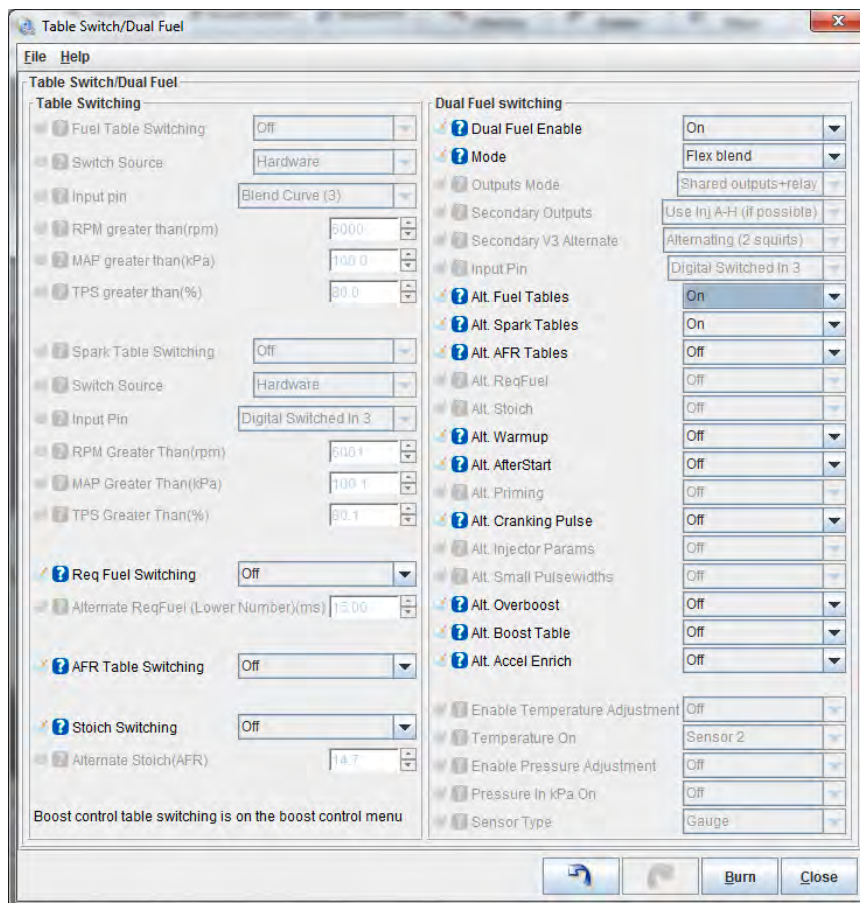 Table Switch/Dual Fuel
X
File Help
Table Switch/Dual Fuel
Table Switching
Fuel Table Switching Off
Switch Source Hardware
Input pin Blend Curve (3)
RPM greater than(rpm) 6000
MAP greater than(kPa) 100.0
TPS greater than(%) 80.0
Spark Table Switching Off
Switch Source Hardware
Input Pin Digital Switched In 3
RPM Greater Than(rpm)
MAP Greater Than(kPa) 100.1
TPS Greater Than(%) 80.1
Req Fuel Switching Off
Alternate ReqFuel (Lower Number)(ms) 15.00
AFR Table Switching Off
Stoich Switching Off
Alternate Stoich(AFR) 14.7
Boost control table switching is on the boost control menu
Dual Fuel switching
Dual Fuel Enable On
Mode Flex blend
Outputs Mode Shared outputs+relay
Secondary Outputs Use Inj A-H (if possible)
Secondary V3 Alternate Alternating (2 squirts)
Input Pin Digital Switched In 3
Alt. Fuel Tables On
Alt. Spark Tables On
Alt. AFR Tables Off
Alt. ReqFuel Off
Alt. Stoich Off
Alt. Warmup Off
Alt. AfterStart Off
Alt. Priming Off
Alt. Cranking Pulse Off
Alt. Injector Params Off
Alt. Small Pulsewidths Off
Alt. Overboost Off
Alt. Boost Table Off
Alt. Accel Enrich Off
Enable Temperature Adjustment Off
Temperature On Sensor 2
Enable Pressure Adjustment Off
Pressure In kPa On Off
Sensor Type Gauge
Burn Close